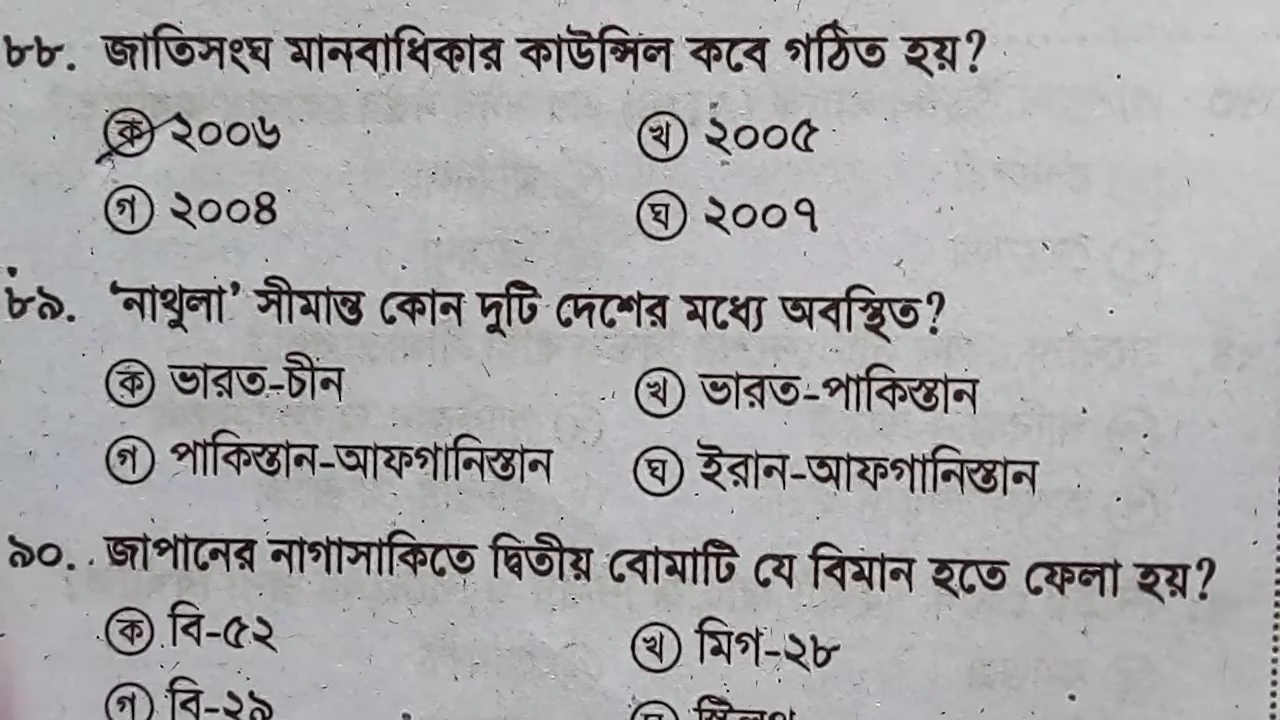 ৮৮. জাতিসংঘ মানবাধিকার কাউন্সিল কবে গঠিত হয়?
ক ২০০৬ খ ২০০৫
গ ২০০৪ ঘ ২০০৭
৮৯. 'নাথুলা' সীমান্ত কোন দুটি দেশের মধ্যে অবস্থিত?
ক ভারত-চীন খ ভারত-পাকিস্তান
গ পাকিস্তান-আফগানিস্তান ঘ ইরান-আফগানিস্তান
৯০. জাপানের নাগাসাকিতে দ্বিতীয় বোমাটি যে বিমান হতে ফেলা হয়?
ক বি-৫২ খ মিগ-২৮
গ বি-২৯ ঘ